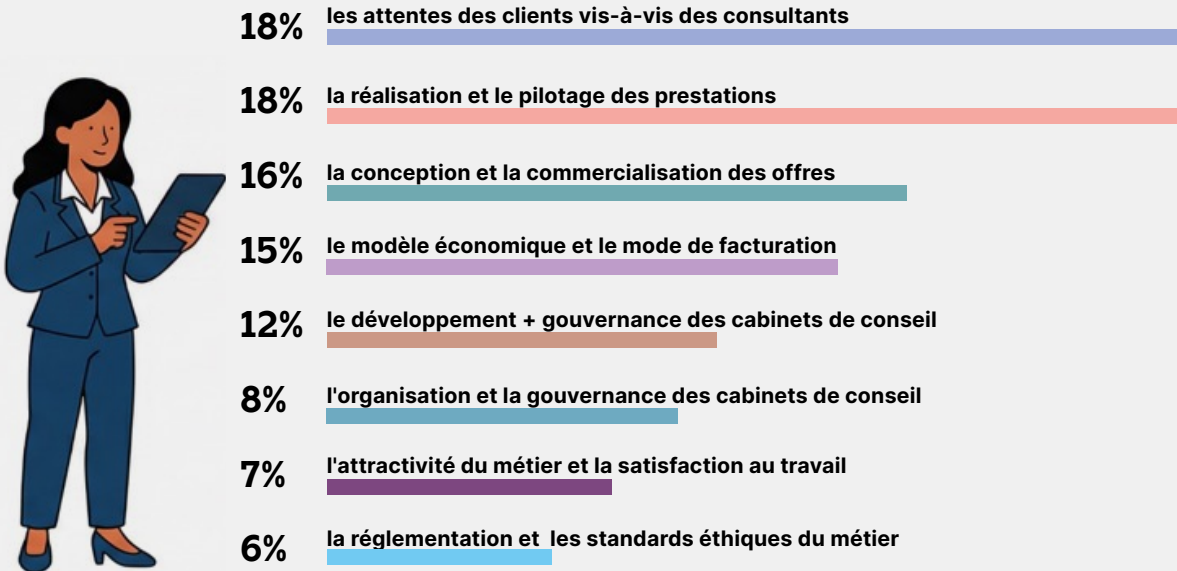 18% les attentes des clients vis-à-vis des consultants
18% la réalisation et le pilotage des prestations
16% la conception et la commercialisation des offres
15% le modèle économique et le mode de facturation
12% le développement + gouvernance des cabinets de conseil
8% l'organisation et la gouvernance des cabinets de conseil
7% l'attractivité du métier et la satisfaction au travail
6% la réglementation et les standards éthiques du métier